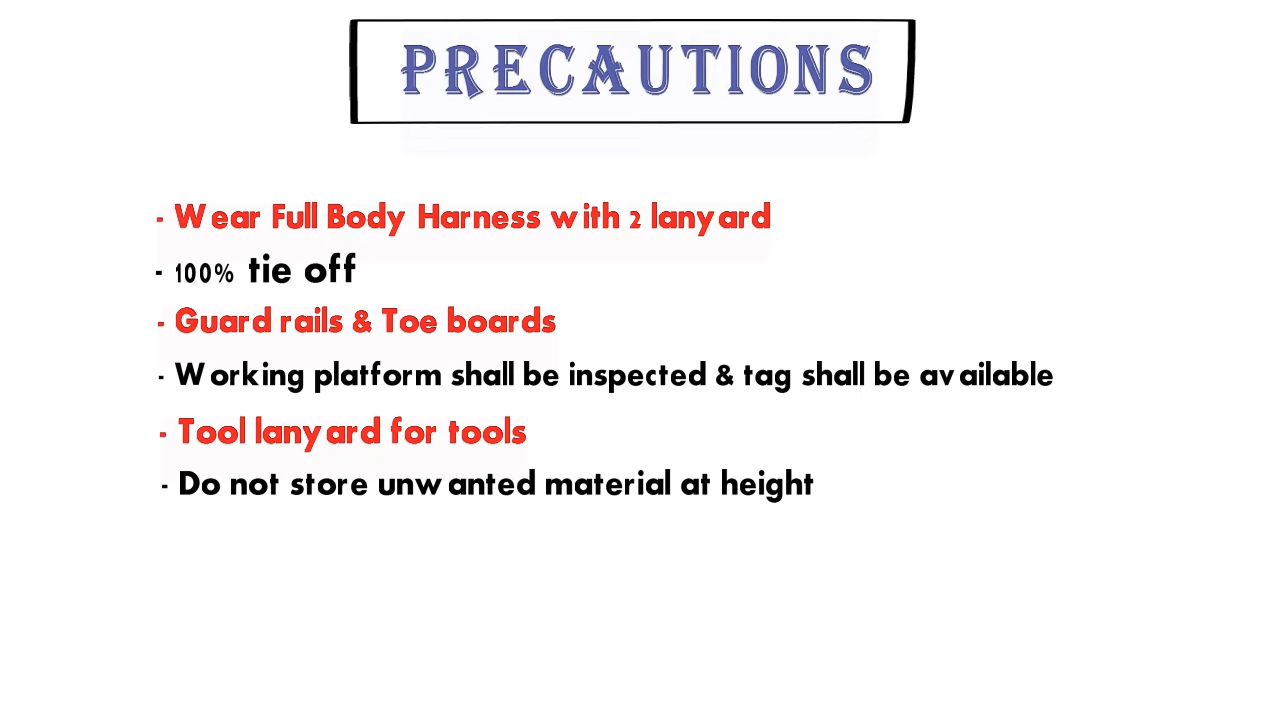 PRECAUTIONS
- Wear Full Body Harness with 2 lanyard
- 100% tie off
- Guard rails & Toe boards
- Working platform shall be inspected & tag shall be available
- Tool lanyard for tools
- Do not store unwanted material at height